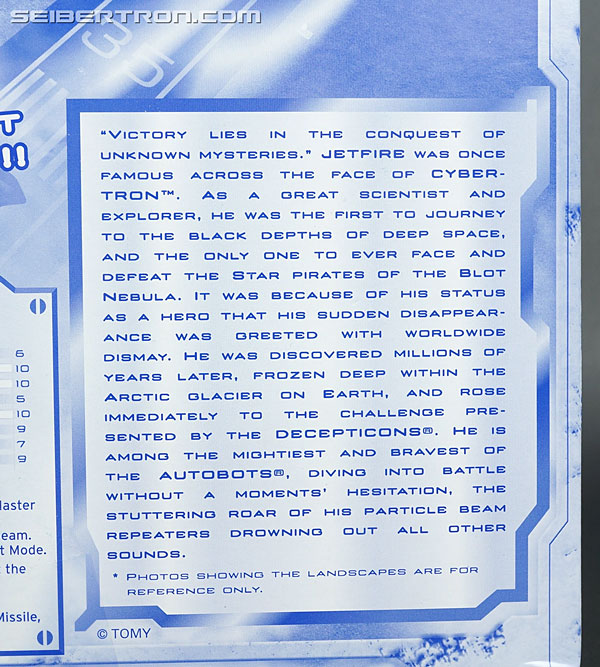 SEIBERTRON.COM
35
T
!!
“Victory lies in the conquest of
unknown mysteries.” JETFIRE was once
famous across the face of CYBER-
TRON™. As a great scientist and
explorer, he was the first to journey
to the black depths of deep space,
and the only one to ever face and
defeat the Star pirates of the Blot
Nebula. It was because of his status
as a hero that his sudden disappear-
ance was greeted with worldwide
dismay. He was discovered millions of
years later, frozen deep within the
Arctic glacier on Earth, and rose
immediately to the challenge pre-
sented by the DECEPTICONS®. He is
among the mightiest and bravest of
the AUTOBOTS®, diving into battle
without a moments’ hesitation, the
stuttering roar of his particle beam
repeaters drowning out all other
sounds.
* Photos showing the landscapes are for
reference only.
6
10
10
5
10
9
7
9
t Mode.
the
Missile,
© TOMY